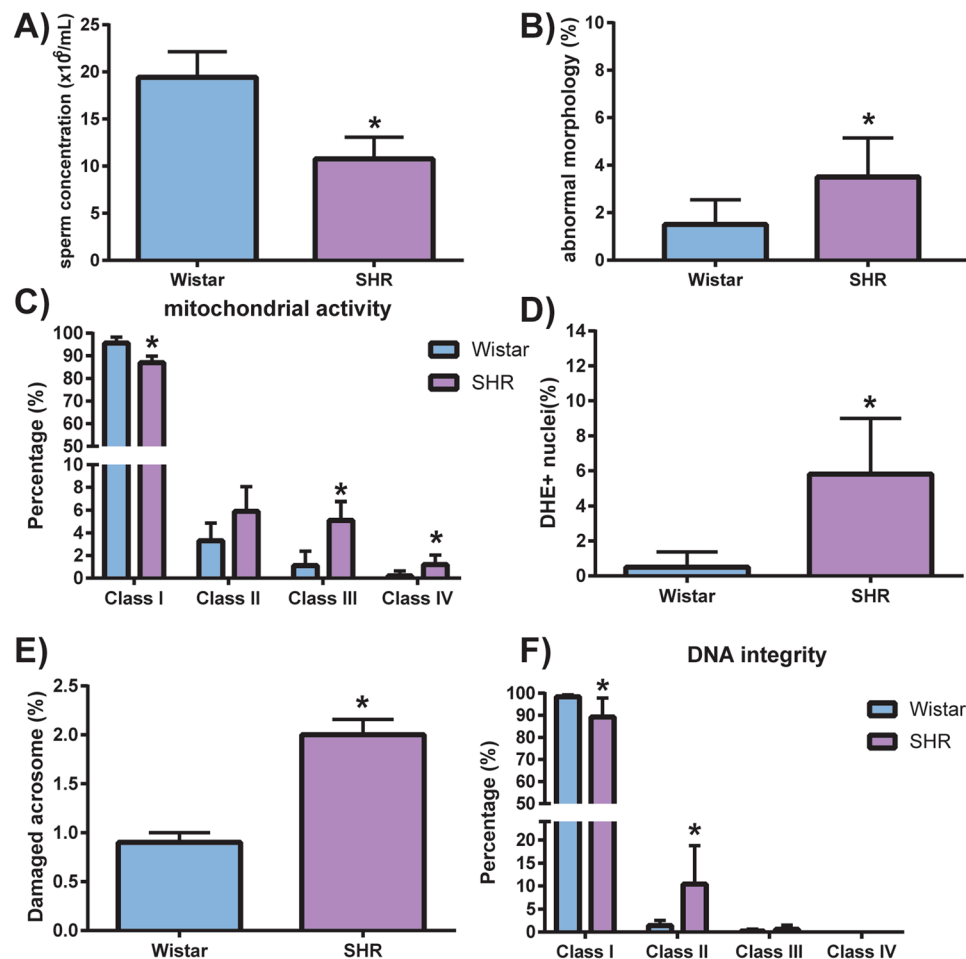 A)
sperm concentration (x10⁶/mL)
25
20
15
10
5
0
*
Wistar
SHR
B)
abnormal morphology (%)
10
8
6
4
2
0
*
Wistar
SHR
C)
mitochondrial activity
Percentage (%)
100
90
80
70
60
50
10
8
6
4
2
0
*
*
*
Wistar
SHR
Class I
Class II
Class III
Class IV
D)
DHE+ nuclei(%)
14
12
10
8
6
4
2
0
*
Wistar
SHR
E)
Damaged acrosome (%)
2.5
2.0
1.5
1.0
0.5
0.0
*
Wistar
SHR
F)
DNA integrity
Percentage (%)
100
90
80
70
60
50
20
15
10
5
0
*
*
Wistar
SHR
Class I
Class II
Class III
Class IV